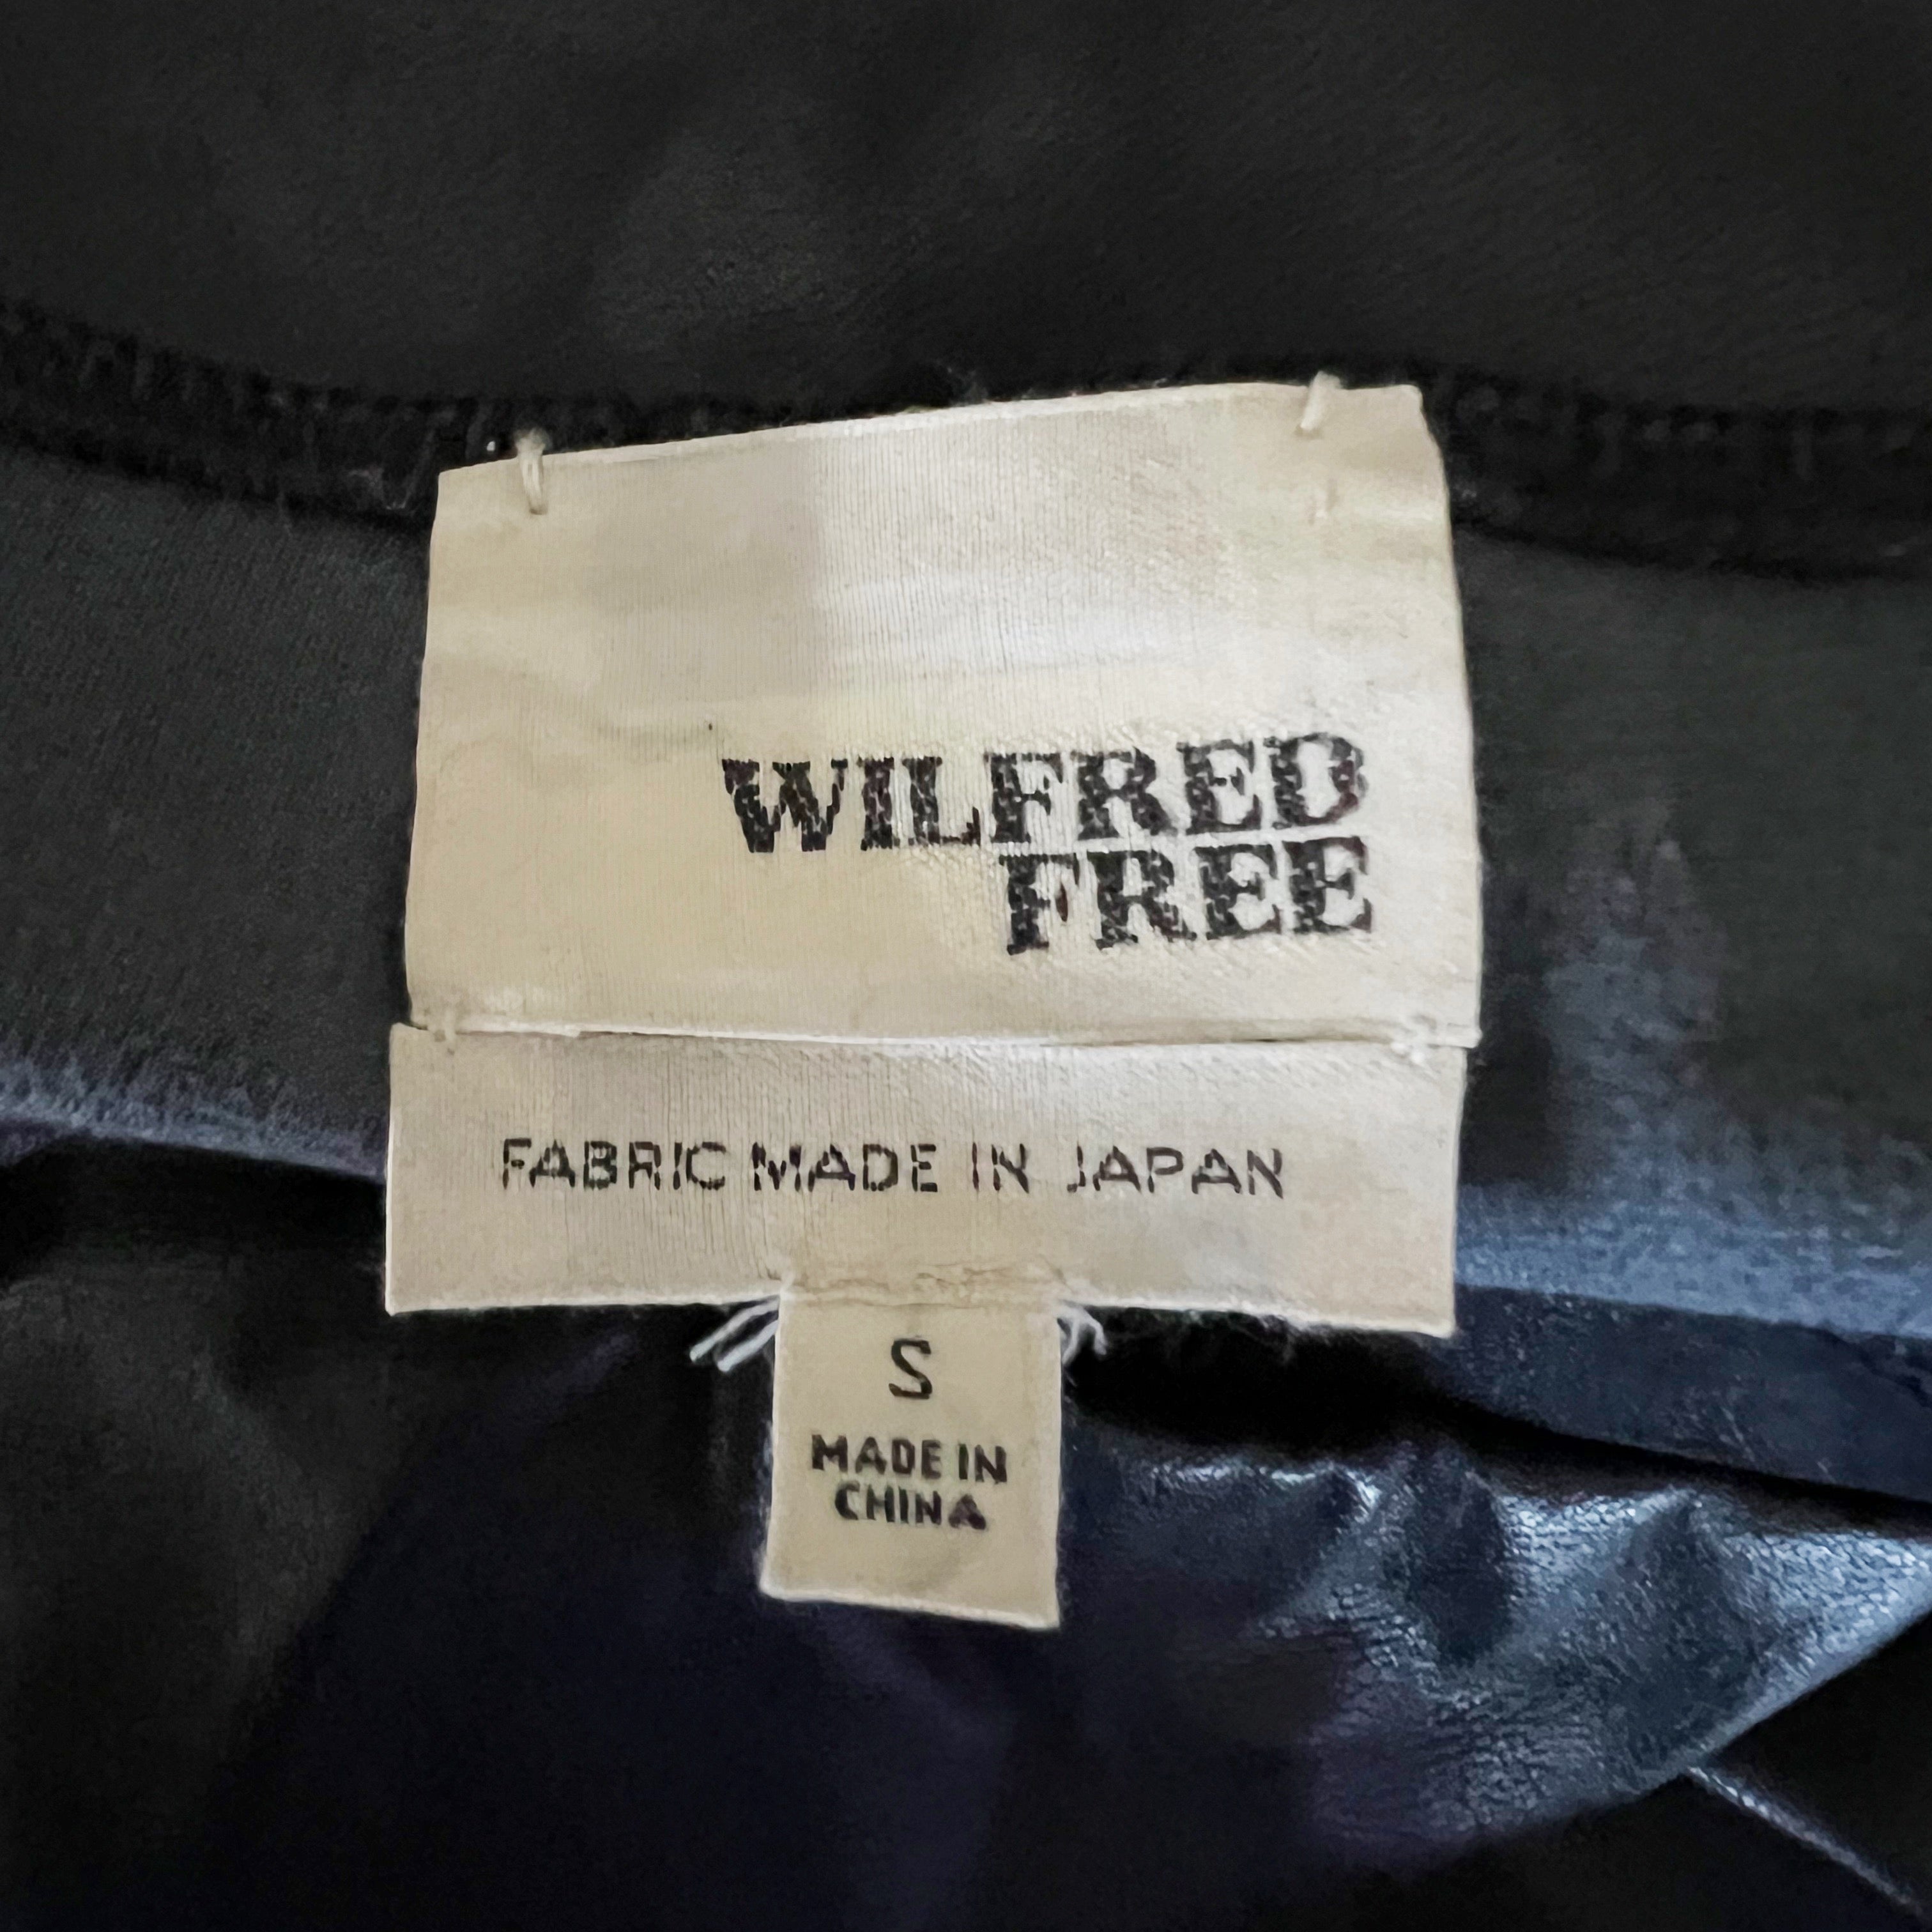 WILFRED
FREE
FABRIC MADE IN JAPAN
S
MADE IN
CHINA